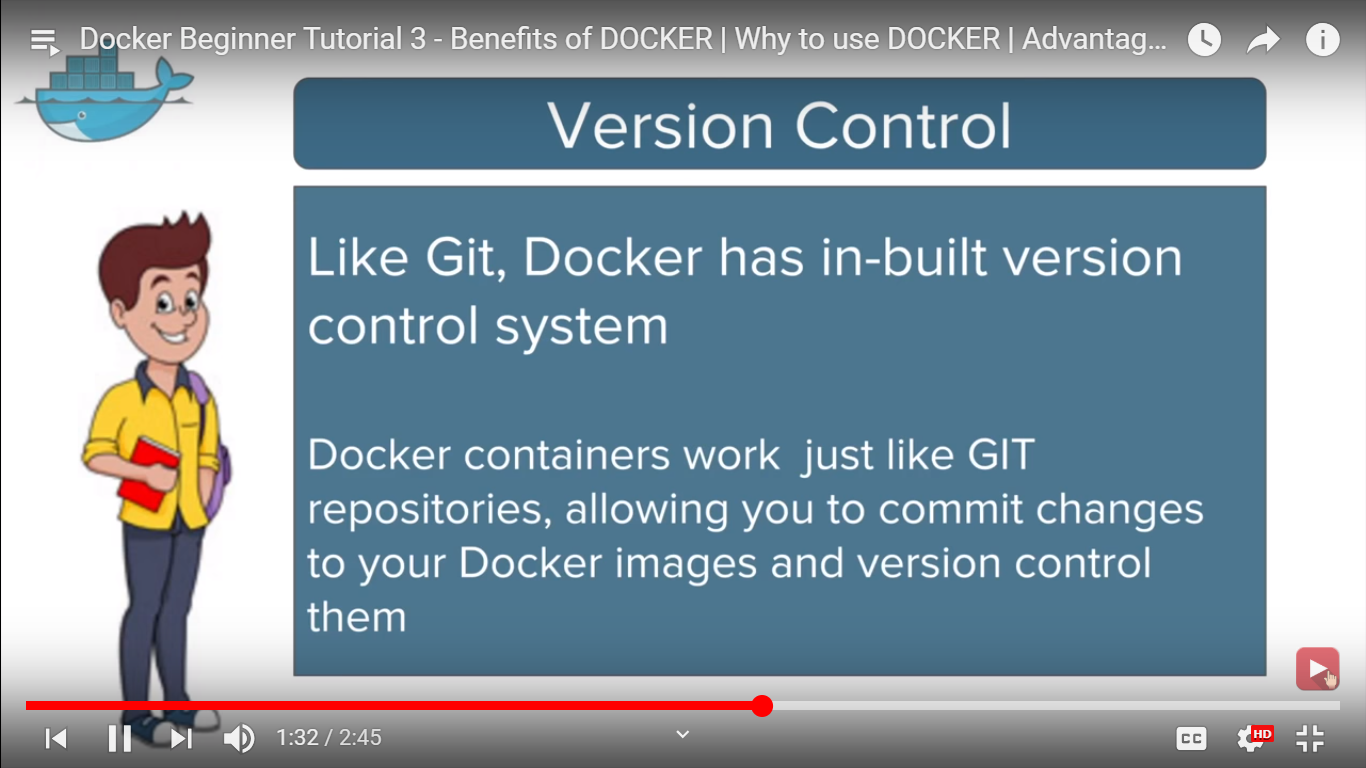 Docker Beginner Tutorial 3 - Benefits of DOCKER | Why to use DOCKER | Advantag...
Version Control
Like Git, Docker has in-built version
control system
Docker containers work just like GIT
repositories, allowing you to commit changes
to your Docker images and version control
them
1:32 / 2:45
CC
HD